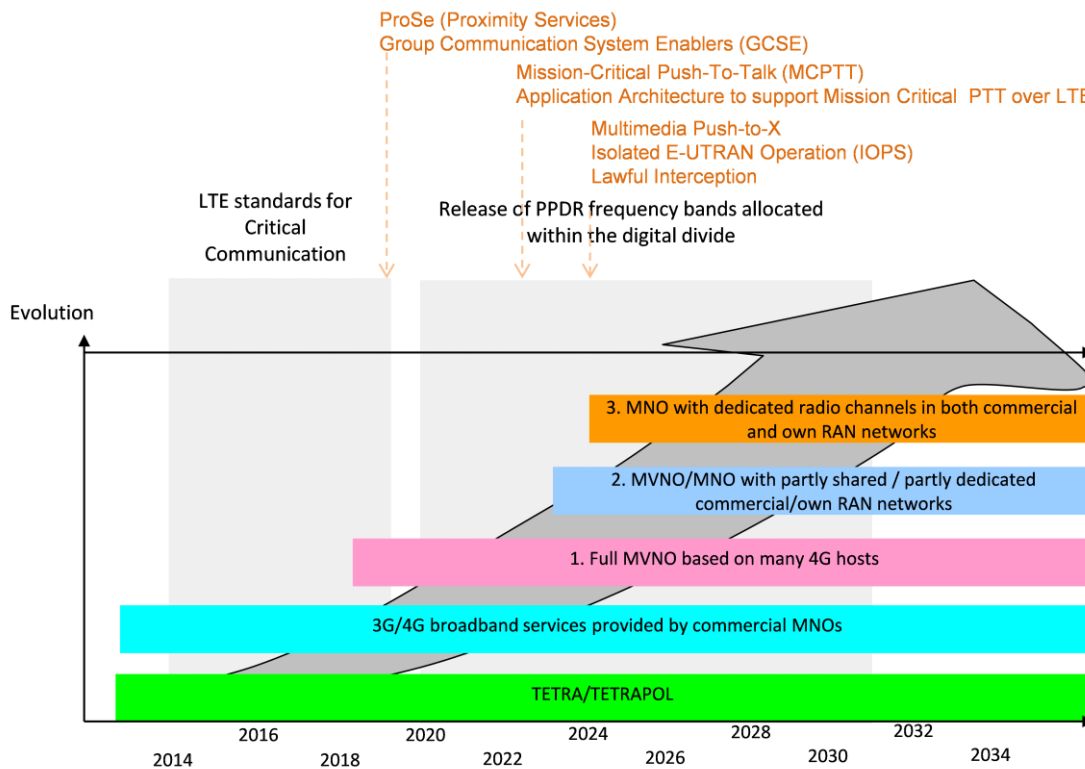 ProSe (Proximity Services)
Group Communication System Enablers (GCSE)
Mission-Critical Push-To-Talk (MCPTT)
Application Architecture to support Mission Critical PTT over LTE
Multimedia Push-to-X
Isolated E-UTRAN Operation (IOPS)
Lawful Interception
LTE standards for
Critical
Communication
Release of PPDR frequency bands allocated
within the digital divide
Evolution
3. MNO with dedicated radio channels in both commercial
and own RAN networks
2. MVNO/MNO with partly shared / partly dedicated
commercial/own RAN networks
1. Full MVNO based on many 4G hosts
3G/4G broadband services provided by commercial MNOs
TETRA/TETRAPOL
2016 2020 2024 2028 2032
2014 2018 2022 2026 2030 2034